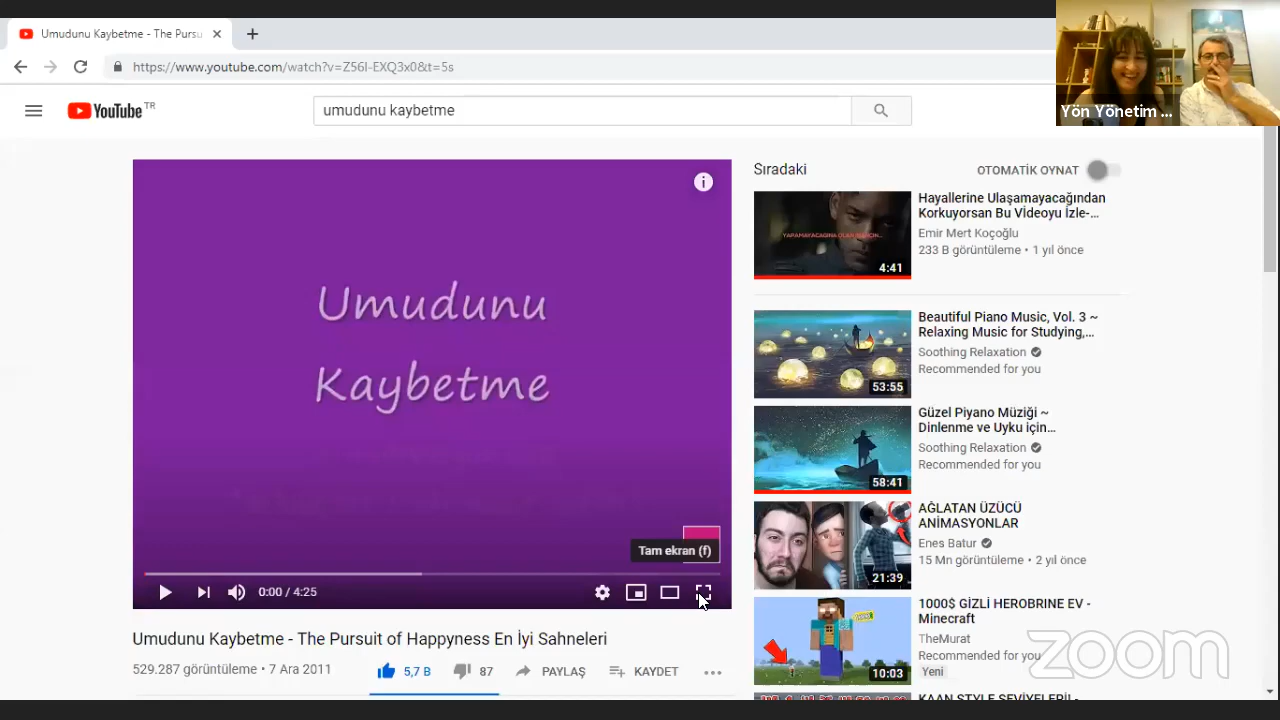 Umudunu Kaybetme - The Pursu
https://www.youtube.com/watch?v=Z56I-EXQ3x0&t=5s
YouTube TR
umudunu kaybetme
Yön Yönetim ...
Umudunu
Kaybetme
Tam ekran (f)
0:00 / 4:25
Umudunu Kaybetme - The Pursuit of Happyness En İyi Sahneleri
529.287 görüntüleme • 7 Ara 2011
5,7 B
87
PAYLAŞ
KAYDET
Sıradaki
OTOMATİK OYNAT
4:41
Hayallerine Ulaşamayacağından
Korkuyorsan Bu Vİdeoyu İzle-...
Emir Mert Koçoğlu
233 B görüntüleme • 1 yıl önce
53:55
Beautiful Piano Music, Vol. 3 ~
Relaxing Music for Studying,...
Soothing Relaxation
Recommended for you
58:41
Güzel Piyano Müziği ~
Dinlenme ve Uyku için...
Soothing Relaxation
Recommended for you
21:39
AĞLATAN ÜZÜCÜ
ANİMASYONLAR
Enes Batur
15 Mn görüntüleme • 2 yıl önce
10:03
1000$ GİZLİ HEROBRINE EV -
Minecraft
TheMurat
Recommended for you
Yeni
zoom